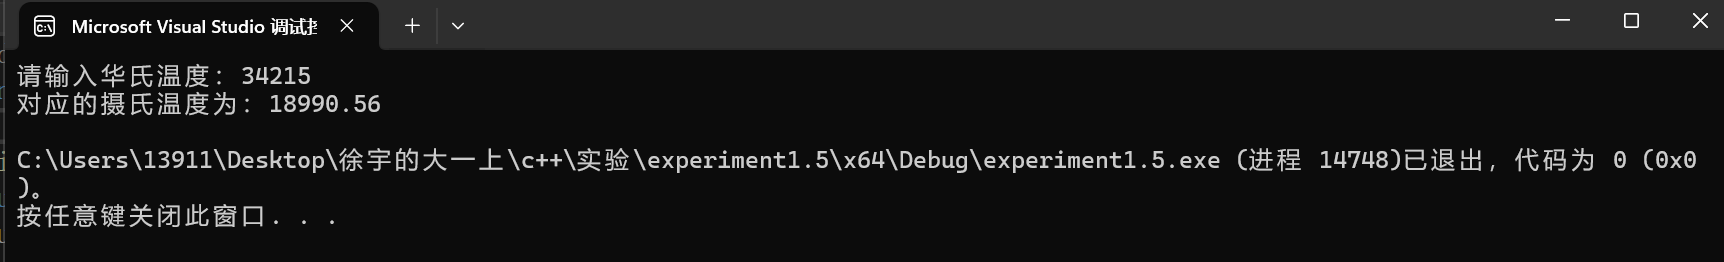 Microsoft Visual Studio 调试
请输入华氏温度: 34215
对应的摄氏温度为: 18990.56
C:\Users\13911\Desktop\徐宇的大一上\c++\实验\experiment1.5\x64\Debug\experiment1.5.exe (进程 14748)已退出，代码为 0 (0x0
)。
按任意键关闭此窗口. . .